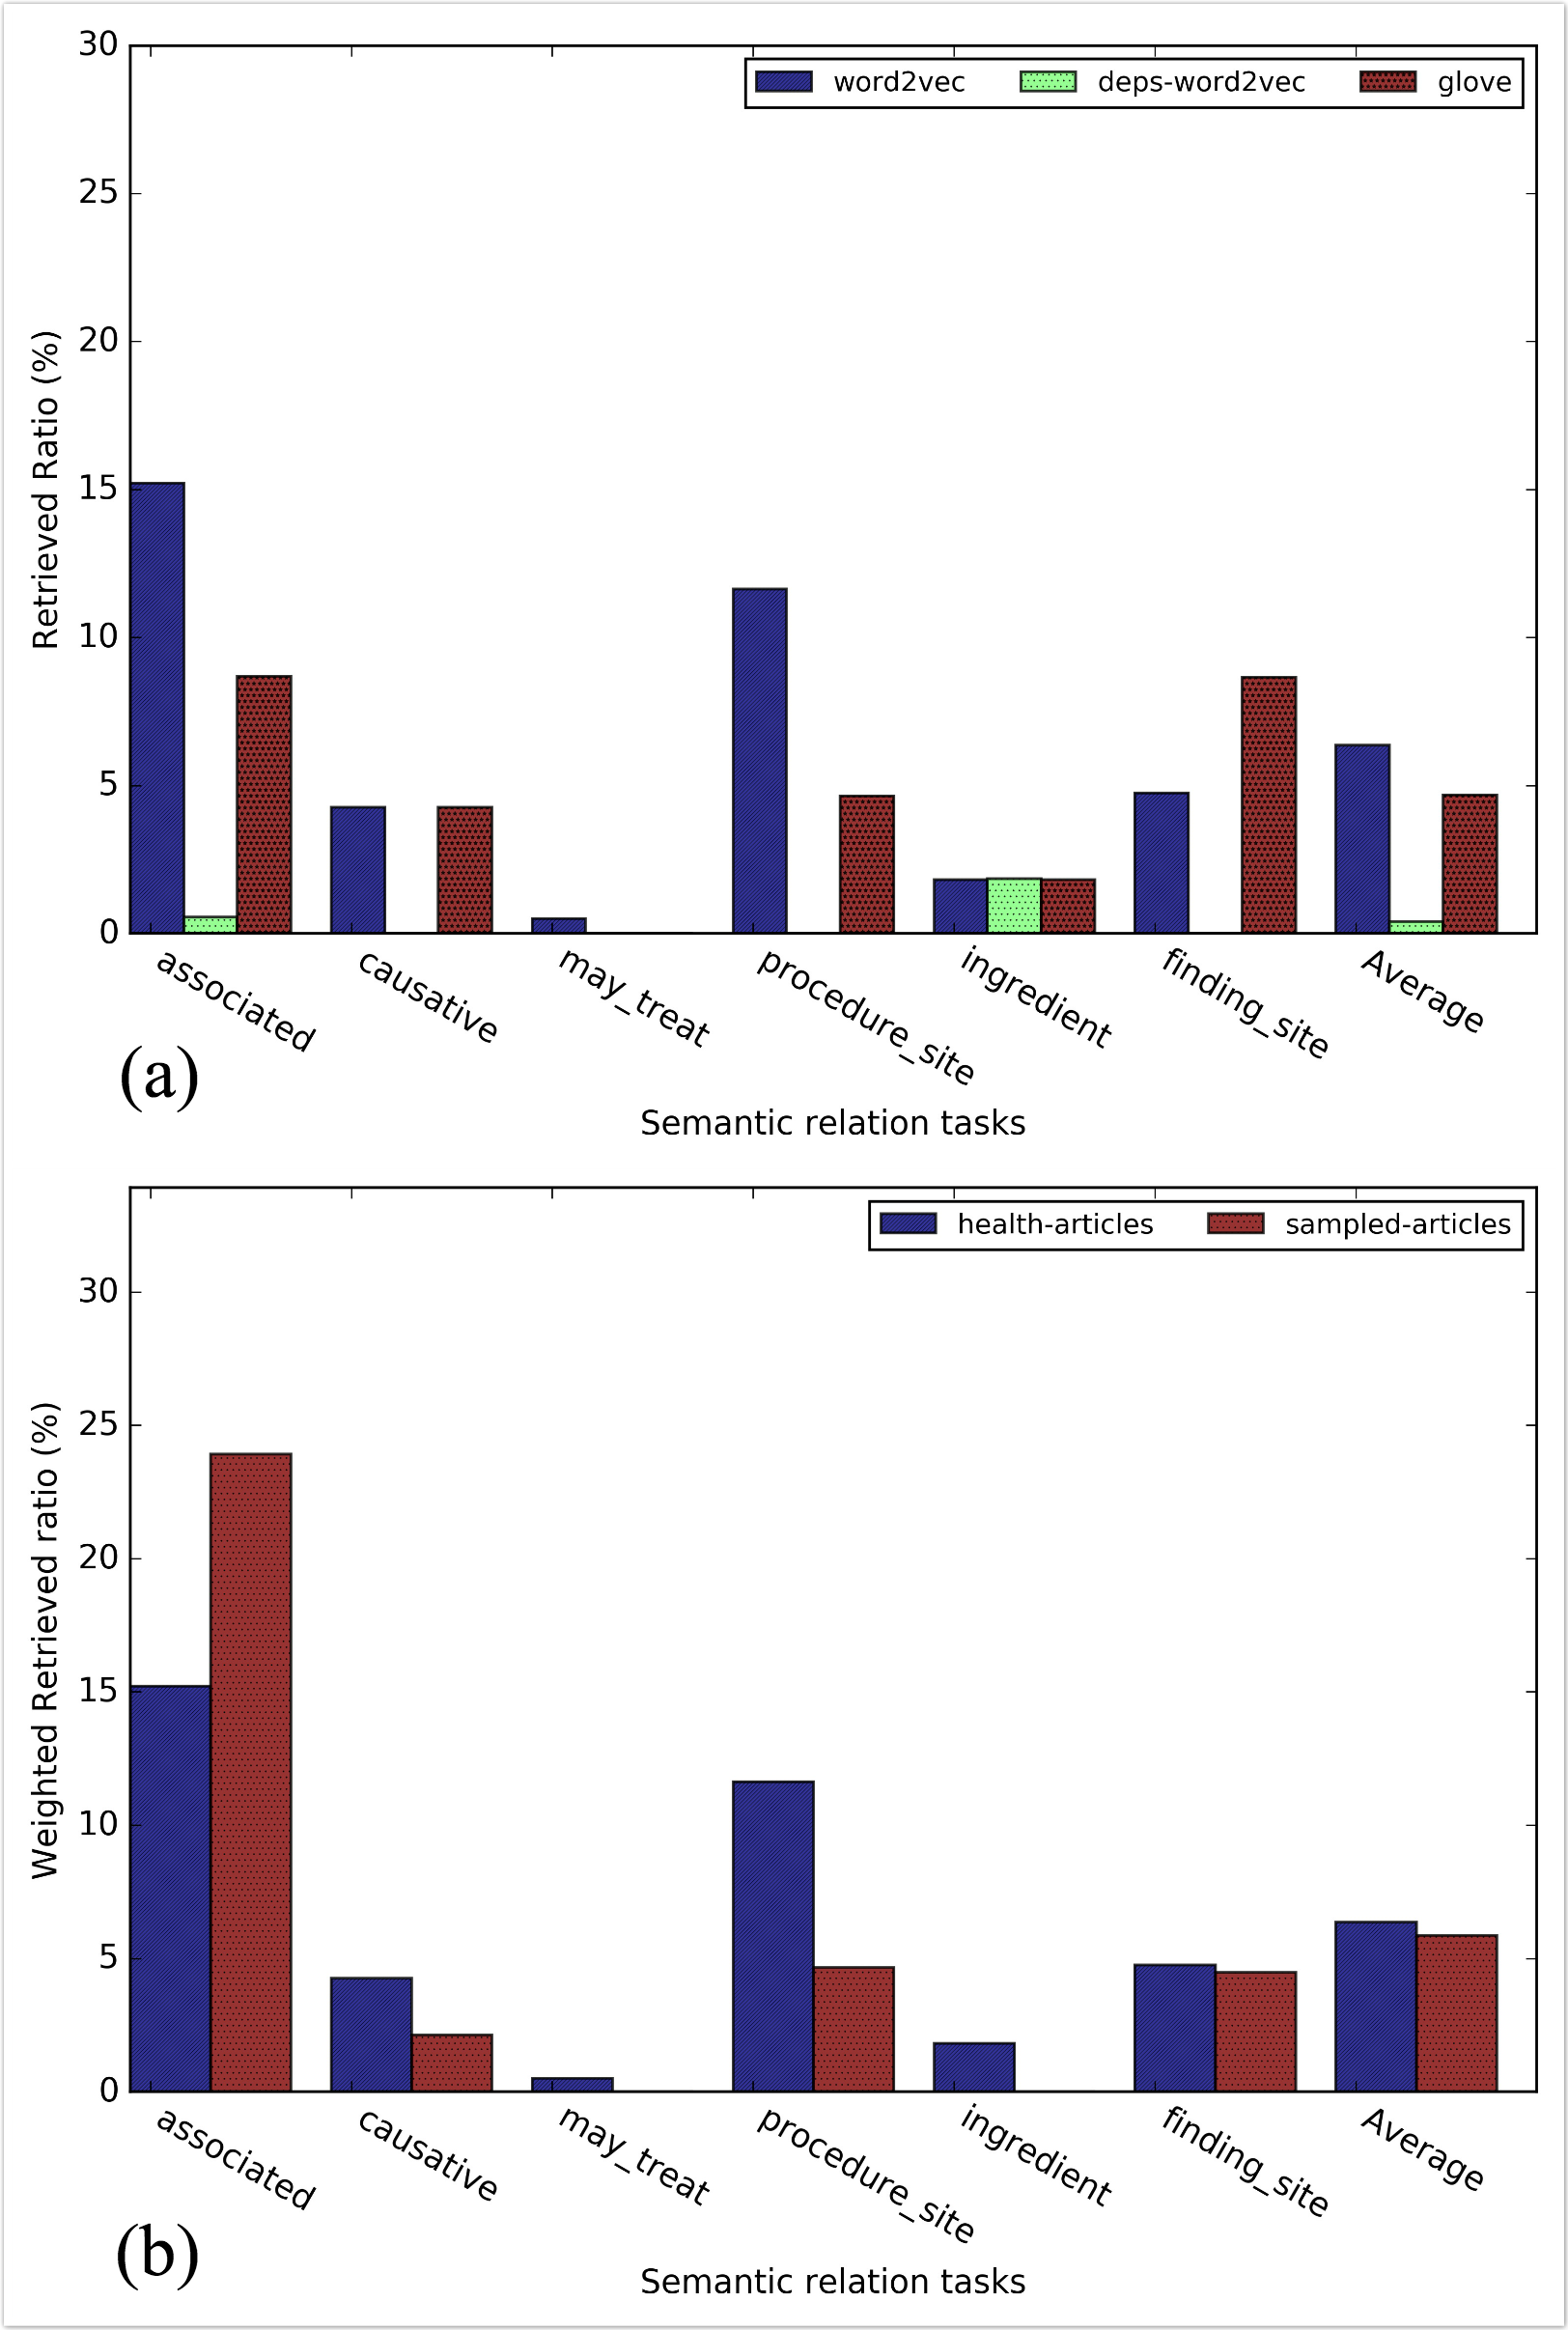 30
word2vec deps-word2vec glove
25
20
15
10
5
0
Retrieved Ratio (%)
associated causative may_treat procedure_site ingredient finding_site Average
(a)
Semantic relation tasks
health-articles sampled-articles
30
25
20
15
10
5
0
Weighted Retrieved ratio (%)
associated causative may_treat procedure_site ingredient finding_site Average
(b)
Semantic relation tasks